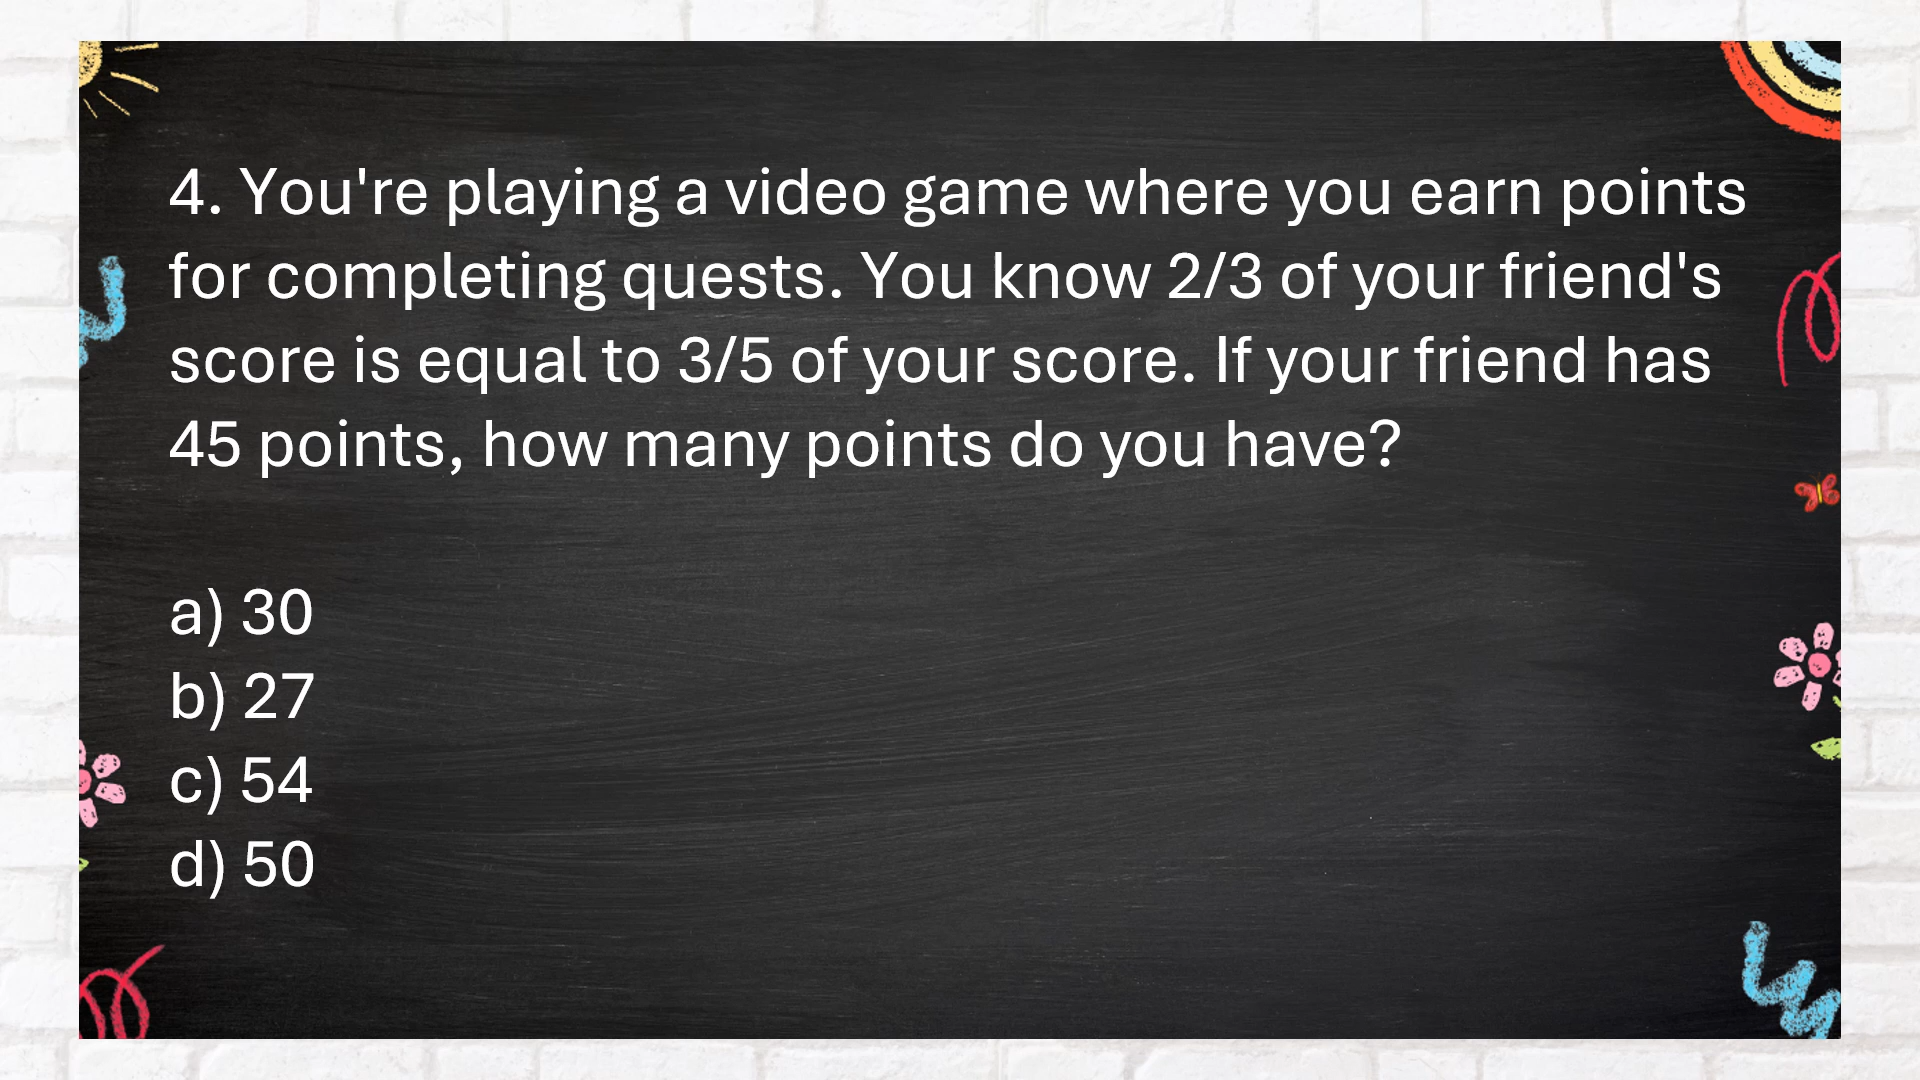 4. You're playing a video game where you earn points
for completing quests. You know 2/3 of your friend's
score is equal to 3/5 of your score. If your friend has
45 points, how many points do you have?
a) 30
b) 27
c) 54
d) 50